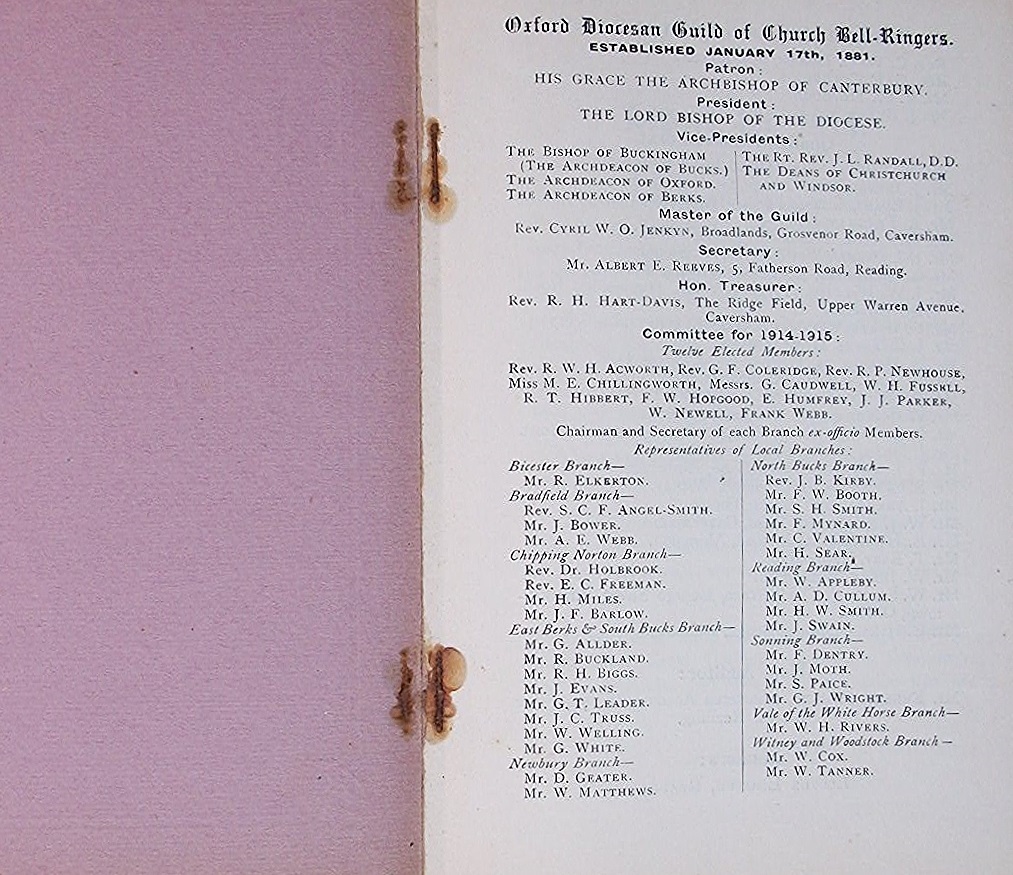 Oxford Diocesan Guild of Church Bell-Ringers.
ESTABLISHED JANUARY 17th, 1881.
Patron:
HIS GRACE THE ARCHBISHOP OF CANTERBURY.
President:
THE LORD BISHOP OF THE DIOCESE.
Vice-Presidents:
THE BISHOP OF BUCKINGHAM
(THE ARCHDEACON OF BUCKS.)
THE ARCHDEACON OF OXFORD.
THE ARCHDEACON OF BERKS.
THE RT. REV. J. L. RANDALL, D.D.
THE DEANS OF CHRISTCHURCH
AND WINDSOR.
Master of the Guild:
Rev. CYRIL W. O. JENKYN, Broadlands, Grosvenor Road, Caversham.
Secretary:
Mr. ALBERT E. REEVES, 5, Fatherson Road, Reading.
Hon. Treasurer:
Rev. R. H. HART-DAVIS, The Ridge Field, Upper Warren Avenue,
Caversham.
Committee for 1914-1915:
Twelve Elected Members:
Rev. R. W. H. ACWORTH, Rev. G. F. COLERIDGE, Rev. R. P. NEWHOUSE,
Miss M. E. CHILLINGWORTH, Messrs. G. CAUDWELL, W. H. FUSSELL,
R. T. HIBBERT, F. W. HOPGOOD, E. HUMFREY, J. J. PARKER,
W. NEWELL, FRANK WEBB.
Chairman and Secretary of each Branch ex-officio Members.
Representatives of Local Branches:
Bicester Branch—
Mr. R. ELKERTON.
Bradfield Branch—
Rev. S. C. F. ANGEL-SMITH.
Mr. J. BOWER.
Mr. A. E. WEBB.
Chipping Norton Branch—
Rev. Dr. HOLBROOK.
Rev. E. C. FREEMAN.
Mr. H. MILES.
Mr. J. F. BARLOW.
East Berks & South Bucks Branch—
Mr. G. ALLDER.
Mr. R. BUCKLAND.
Mr. R. H. BIGGS.
Mr. J. EVANS.
Mr. G. T. LEADER.
Mr. J. C. TRUSS.
Mr. W. WELLING.
Mr. G. WHITE.
Newbury Branch—
Mr. D. GEATER.
Mr. W. MATTHEWS.
North Bucks Branch—
Rev. J. B. KIRBY.
Mr. F. W. BOOTH.
Mr. S. H. SMITH.
Mr. F. MYNARD.
Mr. C. VALENTINE.
Mr. H. SEAR.
Reading Branch—
Mr. W. APPLEBY.
Mr. A. D. CULLUM.
Mr. H. W. SMITH.
Mr. J. SWAIN.
Sonning Branch—
Mr. F. DENTRY.
Mr. J. MOTH.
Mr. S. PAICE.
Mr. G. J. WRIGHT.
Vale of the White Horse Branch—
Mr. W. H. RIVERS.
Witney and Woodstock Branch—
Mr. W. COX.
Mr. W. TANNER.